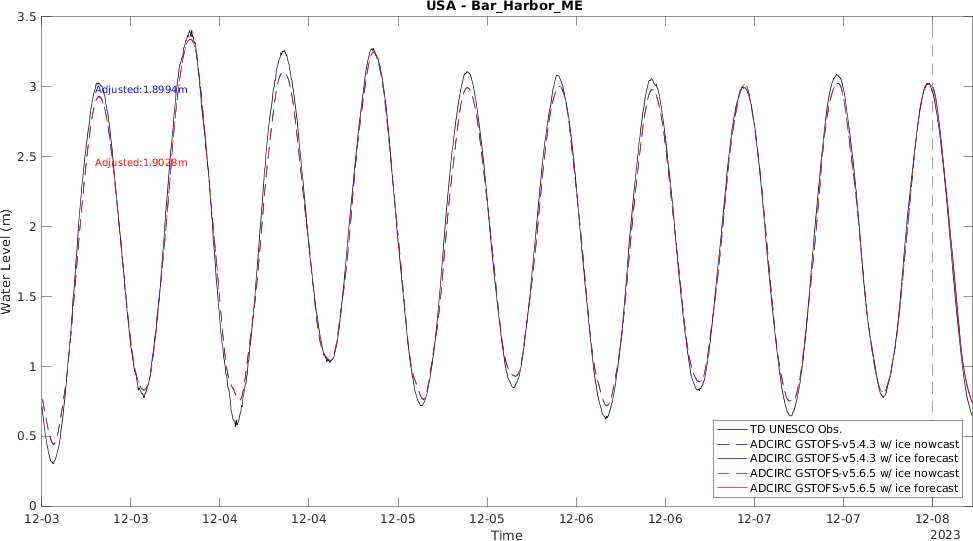 USA - Bar_Harbor_ME
3.5
3
2.5
2
1.5
1
0.5
0
Water Level (m)
Adjusted:1.8994m
Adjusted:1.9028m
TD UNESCO Obs.
ADCIRC GSTOFS-v5.4.3 w/ ice nowcast
ADCIRC GSTOFS-v5.4.3 w/ ice forecast
ADCIRC GSTOFS-v5.6.5 w/ ice nowcast
ADCIRC GSTOFS-v5.6.5 w/ ice forecast
12-03 12-03 12-04 12-04 12-05 12-05 12-06 12-06 12-07 12-07 12-08
2023
Time